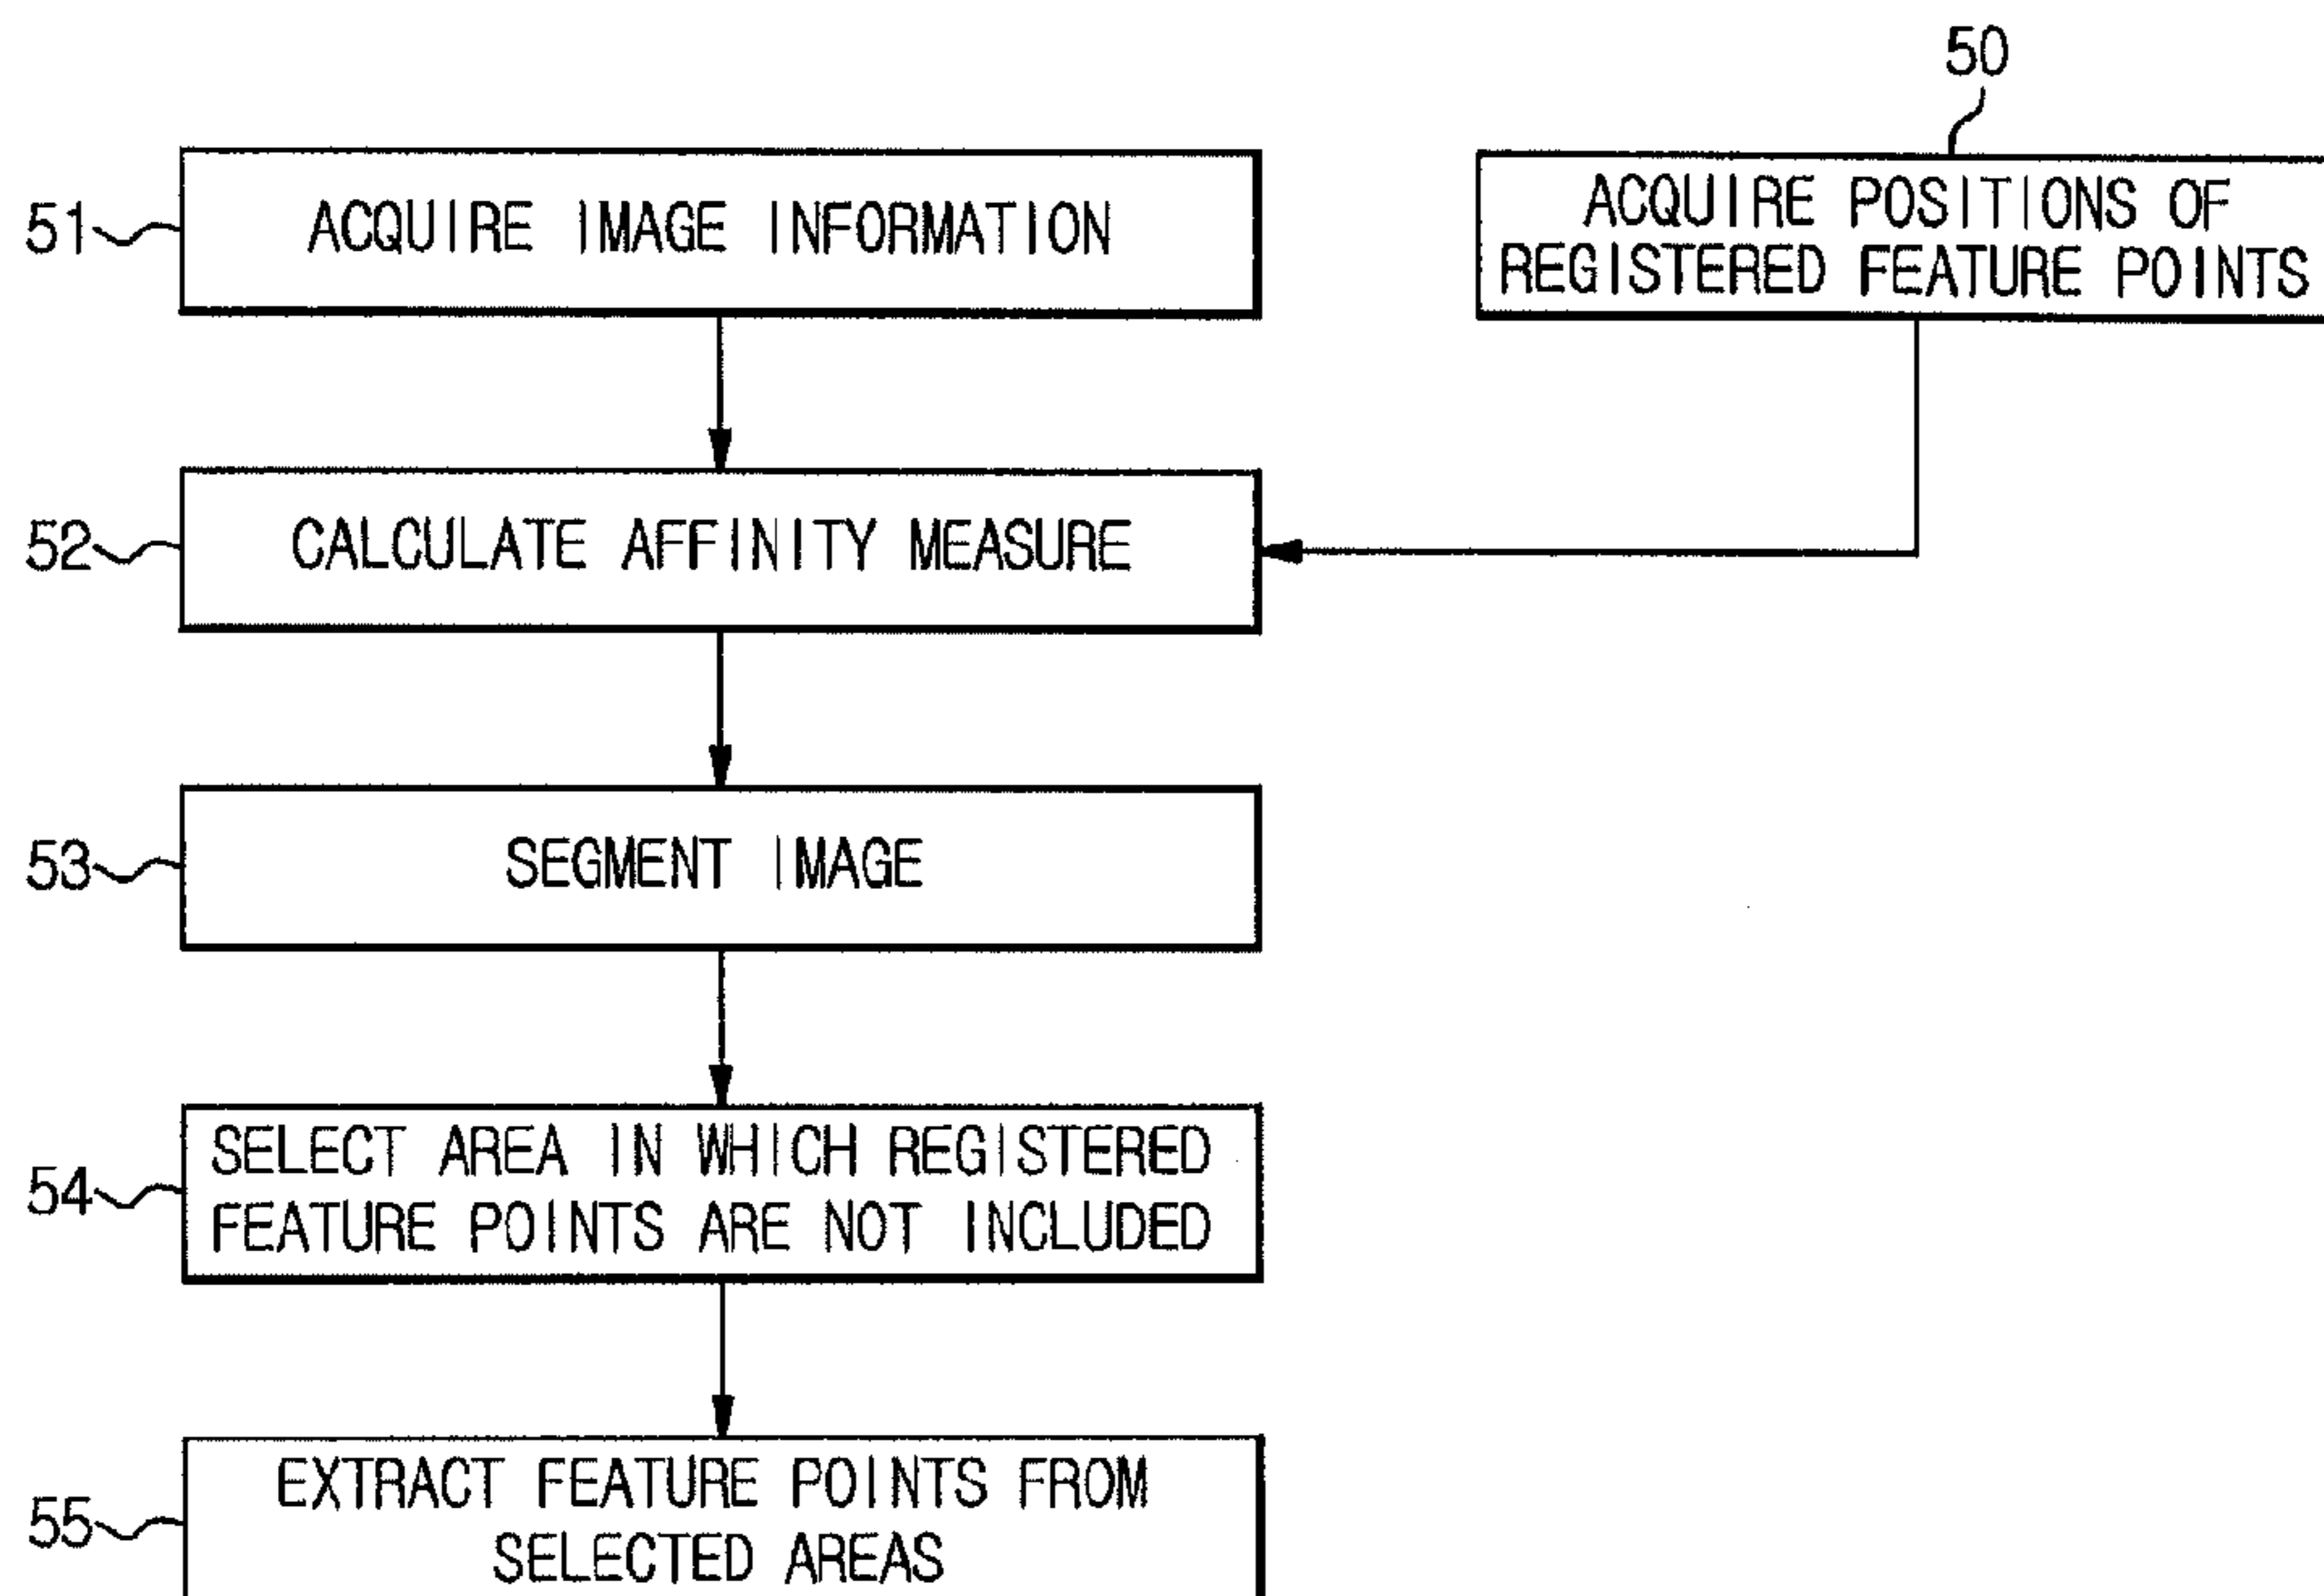 50
51
ACQUIRE IMAGE INFORMATION
ACQUIRE POSITIONS OF
REGISTERED FEATURE POINTS
52
CALCULATE AFFINITY MEASURE
53
SEGMENT IMAGE
54
SELECT AREA IN WHICH REGISTERED
FEATURE POINTS ARE NOT INCLUDED
55
EXTRACT FEATURE POINTS FROM
SELECTED AREAS